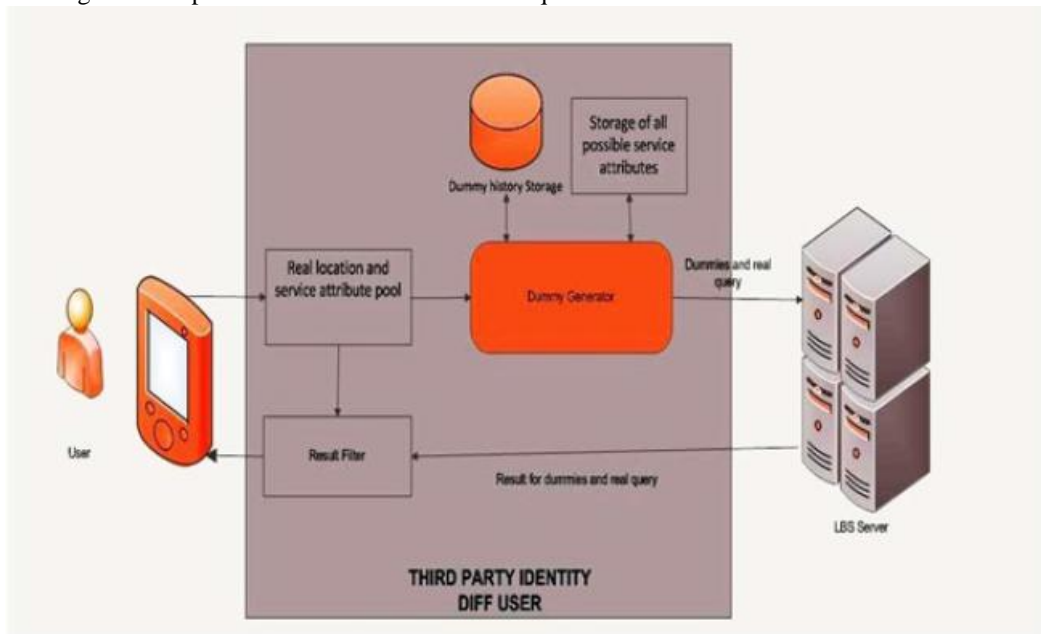 Storage of all
possible service
attributes
Dummy history Storage
Real location and
service attribute pool
Dummy Generator
Dummies and real
query
User
Result Filter
Result for dummies and real query
LBS Server
THIRD PARTY IDENTITY
DIFF USER